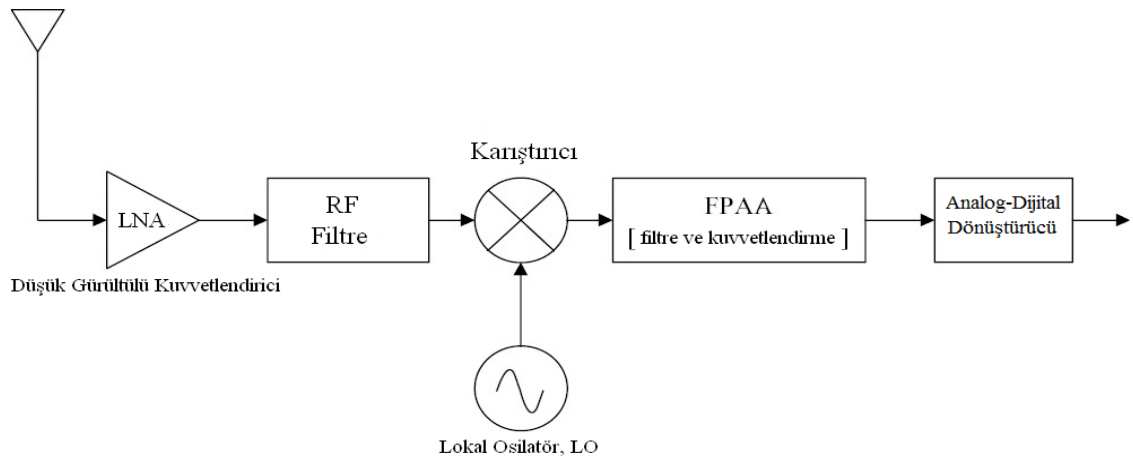 Karıştırıcı
LNA
RF
Filtre
FPAA
[ filtre ve kuvvetlendirme ]
Analog-Dijital
Dönüştürücü
Düşük Gürültülü Kuvvetlendirici
Lokal Osilatör, LO